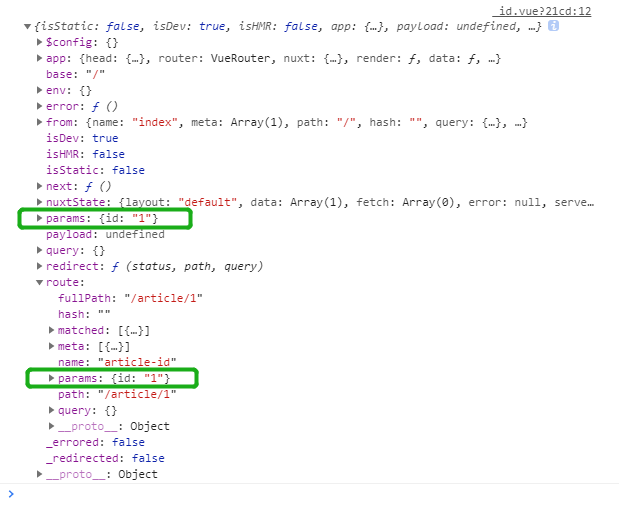 _id.vue?21cd:12
{isStatic: false, isDev: true, isHMR: false, app: {…}, payload: undefined, …}
$config: {}
app: {head: {…}, router: VueRouter, nuxt: {…}, render: ƒ, data: ƒ, …}
base: "/"
env: {}
error: ƒ ()
from: {name: "index", meta: Array(1), path: "/", hash: "", query: {…}, …}
isDev: true
isHMR: false
isStatic: false
next: ƒ ()
nuxtState: {layout: "default", data: Array(1), fetch: Array(0), error: null, serve…
params: {id: "1"}
payload: undefined
query: {}
redirect: ƒ (status, path, query)
route:
fullPath: "/article/1"
hash: ""
matched: [{…}]
meta: [{…}]
name: "article-id"
params: {id: "1"}
path: "/article/1"
query: {}
__proto__: Object
_errored: false
_redirected: false
__proto__: Object